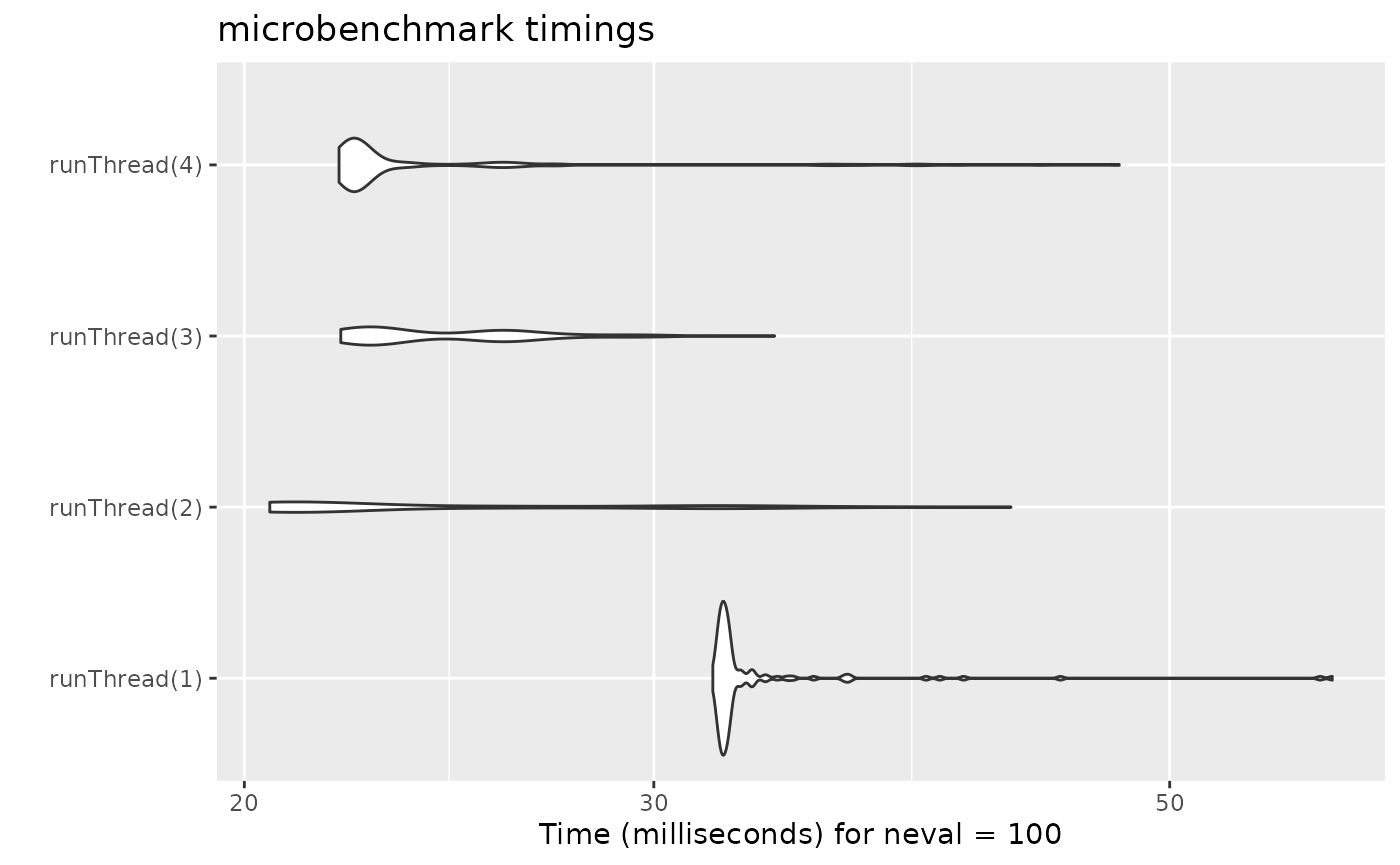 microbenchmark timings
runThread(4)
runThread(3)
runThread(2)
runThread(1)
20 30 50
Time (milliseconds) for neval = 100